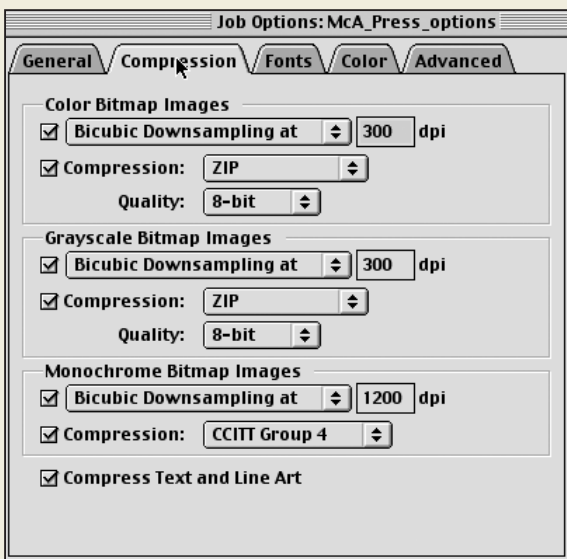 Job Options: McA_Press_options
General Compression Fonts Color Advanced
Color Bitmap Images
Bicubic Downsampling at 300 dpi
Compression: ZIP
Quality: 8-bit
Grayscale Bitmap Images
Bicubic Downsampling at 300 dpi
Compression: ZIP
Quality: 8-bit
Monochrome Bitmap Images
Bicubic Downsampling at 1200 dpi
Compression: CCITT Group 4
Compress Text and Line Art